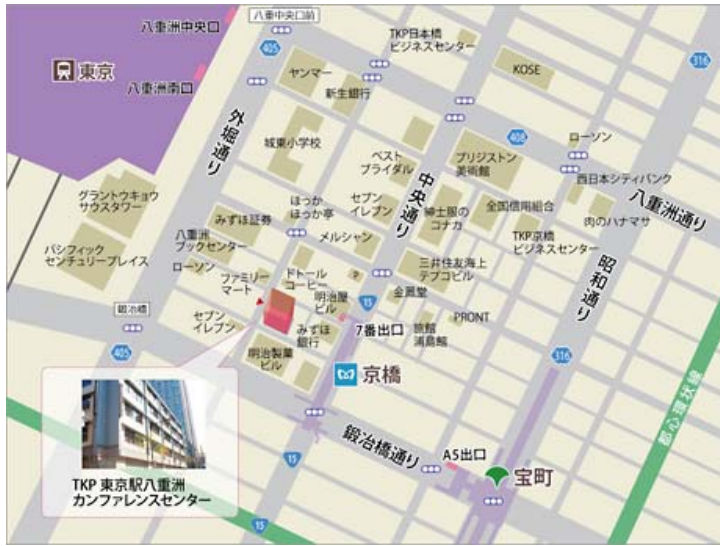 八重洲中央口
八重中央口前
東京
八重洲南口
405
TKP日本橋
ビジネスセンター
316
ヤンマー
新生銀行
KOSE
外堀通り
城東小学校
408
ローソン
ベスト
ブライダル
ブリジストン
美術館
中央通り
西日本シティバンク
八重洲通り
グラントウキョウ
サウスタワー
ほっか
ほっか亭
セブン
イレブン
紳士服の
コナカ
全国信用組合
肉のハナマサ
みずほ証券
メルシャン
TKP京橋
ビジネスセンター
昭和通り
八重洲
ブックセンター
パシフィック
センチュリープレイス
ローソン
ファミリー
マート
ドトール
コーヒー
三井住友海上
テプコビル
金鳳堂
明治屋
ビル
15
鍛冶橋
セブン
イレブン
みずほ
銀行
7番出口
旅館
浦島館
PRONT
405
明治製菓
ビル
316
京橋
都心環状線
鍛冶橋通り
A5出口
宝町
15
TKP 東京駅八重洲
カンファレンスセンター
15